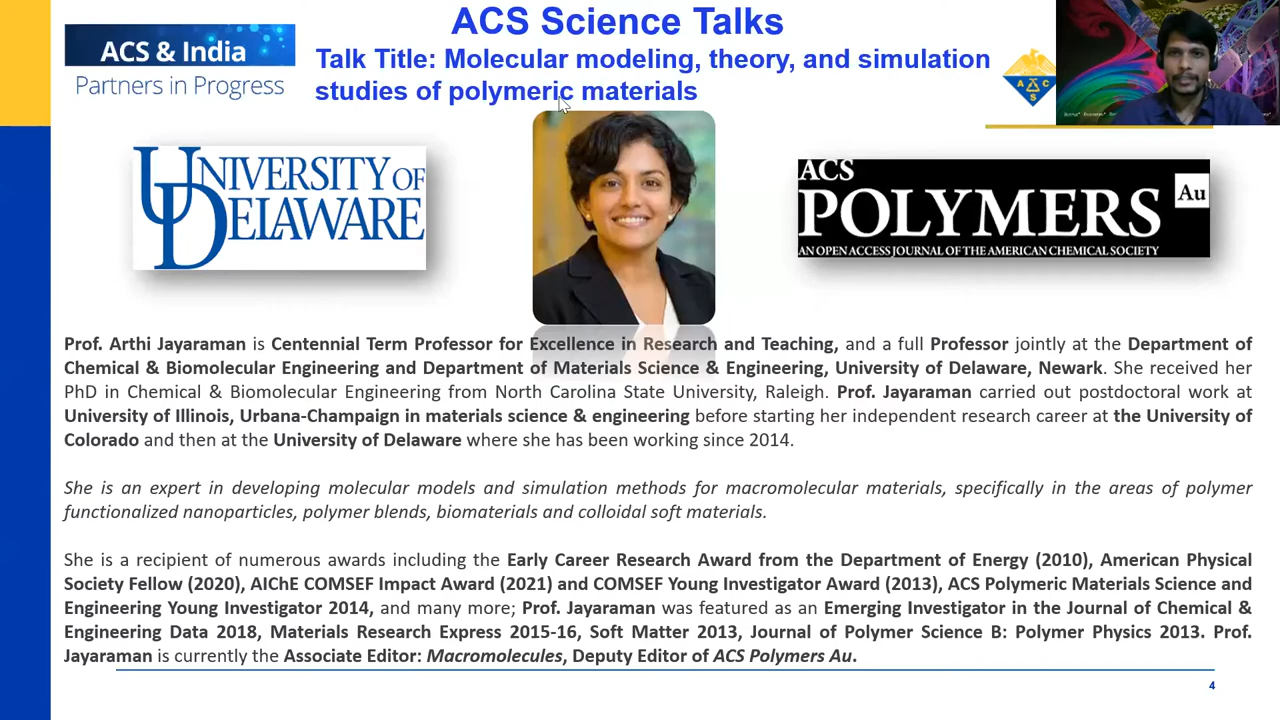 ACS Science Talks
ACS & India
Partners in Progress
Talk Title: Molecular modeling, theory, and simulation
studies of polymeric materials
A C S
UNIVERSITY OF
DELAWARE
ACS
POLYMERS Au
AN OPEN ACCESS JOURNAL OF THE AMERICAN CHEMICAL SOCIETY
Prof. Arthi Jayaraman is Centennial Term Professor for Excellence in Research and Teaching, and a full Professor jointly at the Department of
Chemical & Biomolecular Engineering and Department of Materials Science & Engineering, University of Delaware, Newark. She received her
PhD in Chemical & Biomolecular Engineering from North Carolina State University, Raleigh. Prof. Jayaraman carried out postdoctoral work at
University of Illinois, Urbana-Champaign in materials science & engineering before starting her independent research career at the University of
Colorado and then at the University of Delaware where she has been working since 2014.
She is an expert in developing molecular models and simulation methods for macromolecular materials, specifically in the areas of polymer
functionalized nanoparticles, polymer blends, biomaterials and colloidal soft materials.
She is a recipient of numerous awards including the Early Career Research Award from the Department of Energy (2010), American Physical
Society Fellow (2020), AIChE COMSEF Impact Award (2021) and COMSEF Young Investigator Award (2013), ACS Polymeric Materials Science and
Engineering Young Investigator 2014, and many more; Prof. Jayaraman was featured as an Emerging Investigator in the Journal of Chemical &
Engineering Data 2018, Materials Research Express 2015-16, Soft Matter 2013, Journal of Polymer Science B: Polymer Physics 2013. Prof.
Jayaraman is currently the Associate Editor: Macromolecules, Deputy Editor of ACS Polymers Au.
4